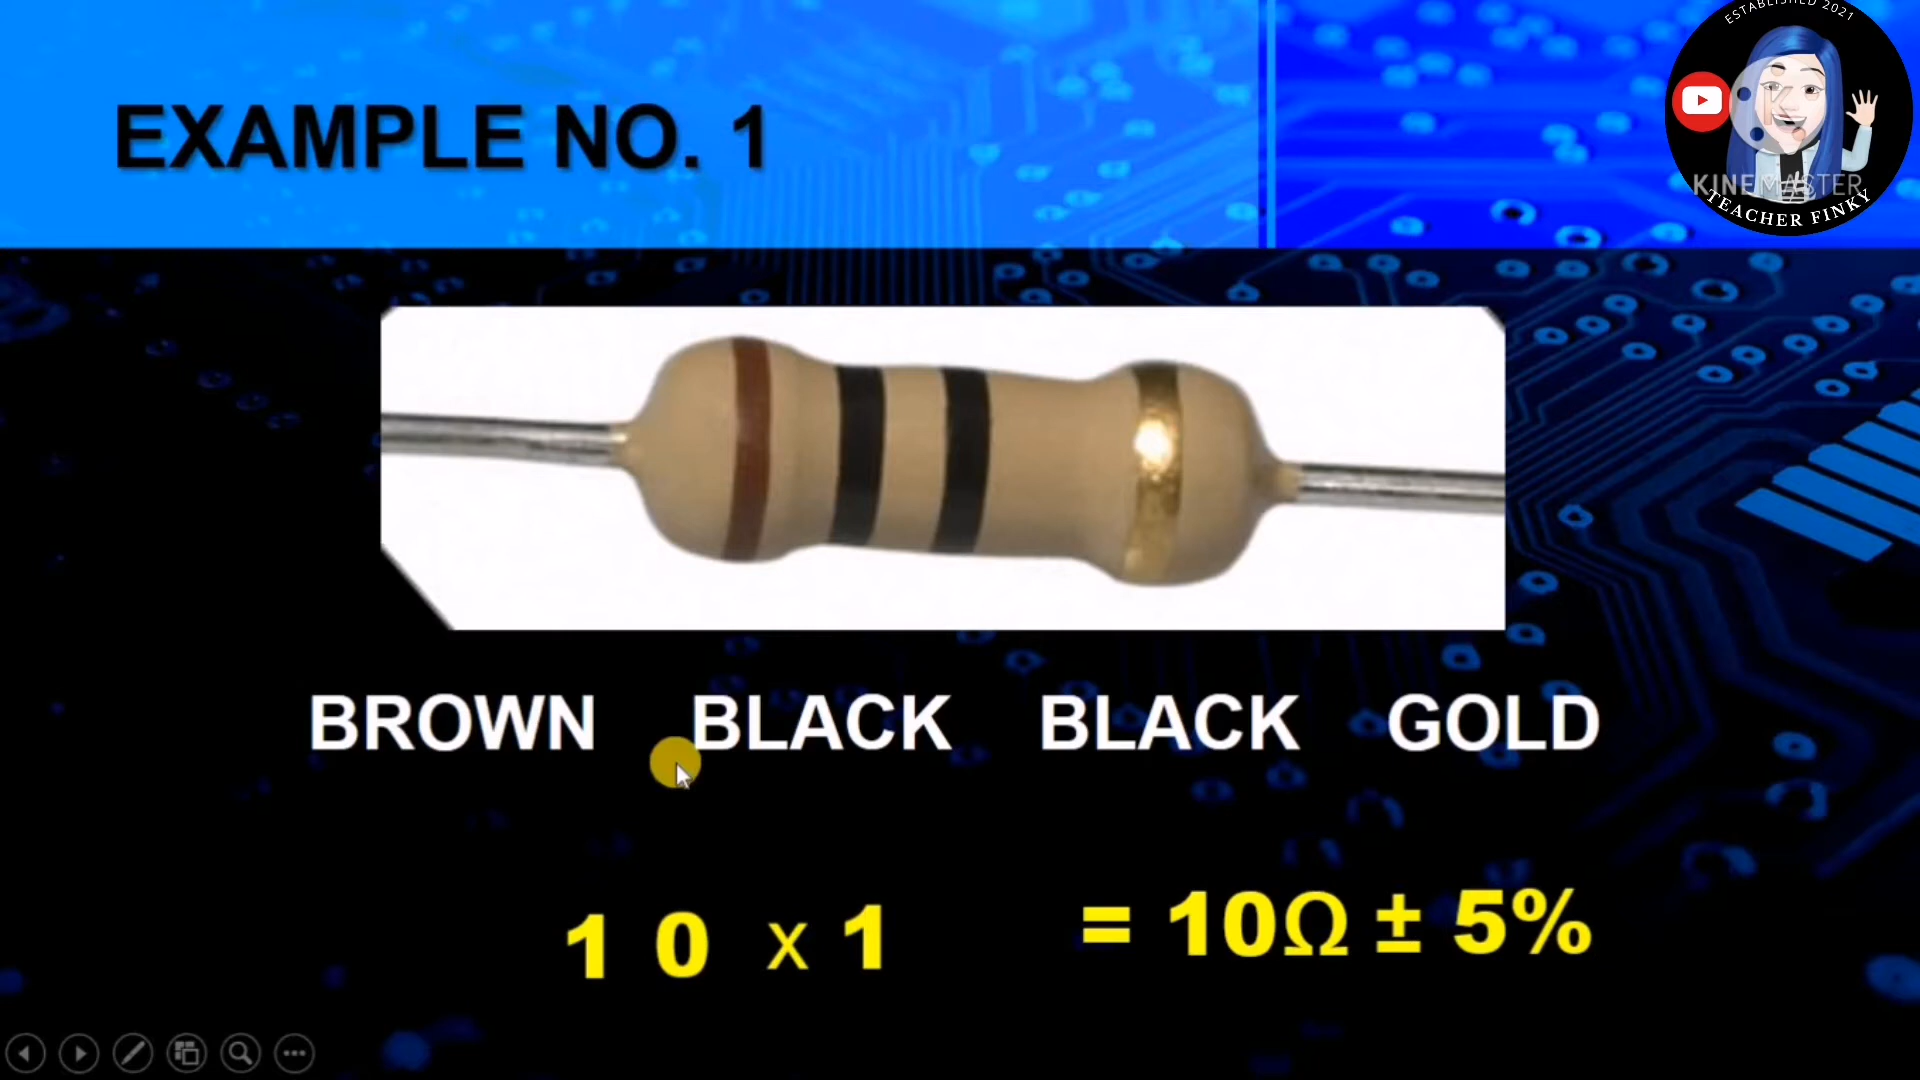 ESTABLISHED 2021
EXAMPLE NO. 1
KINEMASTER
TEACHER FINKY
BROWN BLACK BLACK GOLD
1 0 x 1 = 10Ω ± 5%